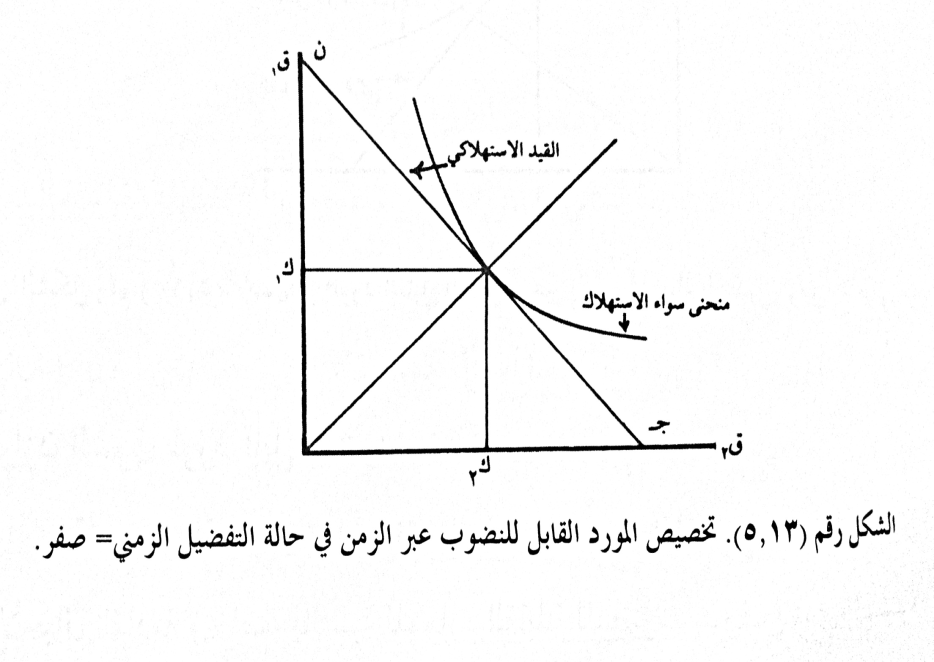 ن
ق١
القيد الاستهلاكي
ك١
منحنى سواء الاستهلاك
جـ
ق٢
ك٢
الشكل رقم (٥,١٣). تخصيص المورد القابل للنضوب عبر الزمن في حالة التفضيل الزمني= صفر.